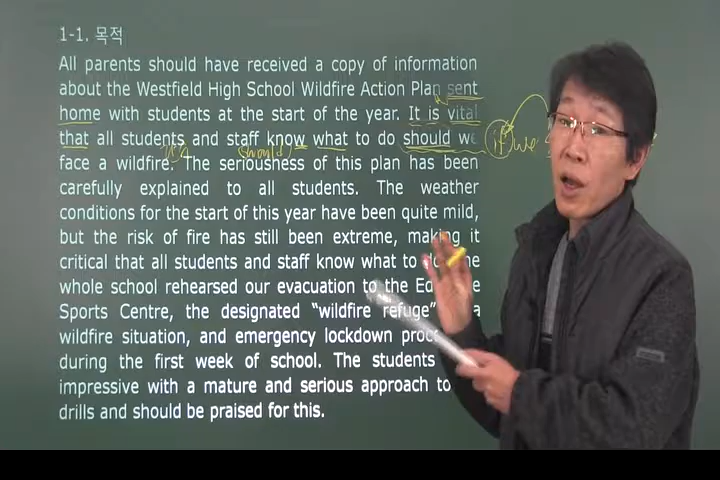 1-1. 목적
All parents should have received a copy of information
about the Westfield High School Wildfire Action Plan sent
home with students at the start of the year. It is vital
that all students and staff know what to do should we if we
should
face a wildfire. The seriousness of this plan has been
carefully explained to all students. The weather
conditions for the start of this year have been quite mild,
but the risk of fire has still been extreme, making it
critical that all students and staff know what to
whole school rehearsed our evacuation to the
Sports Centre, the designated “wildfire refuge” a
wildfire situation, and emergency lockdown
during the first week of school. The students
impressive with a mature and serious approach to
drills and should be praised for this.